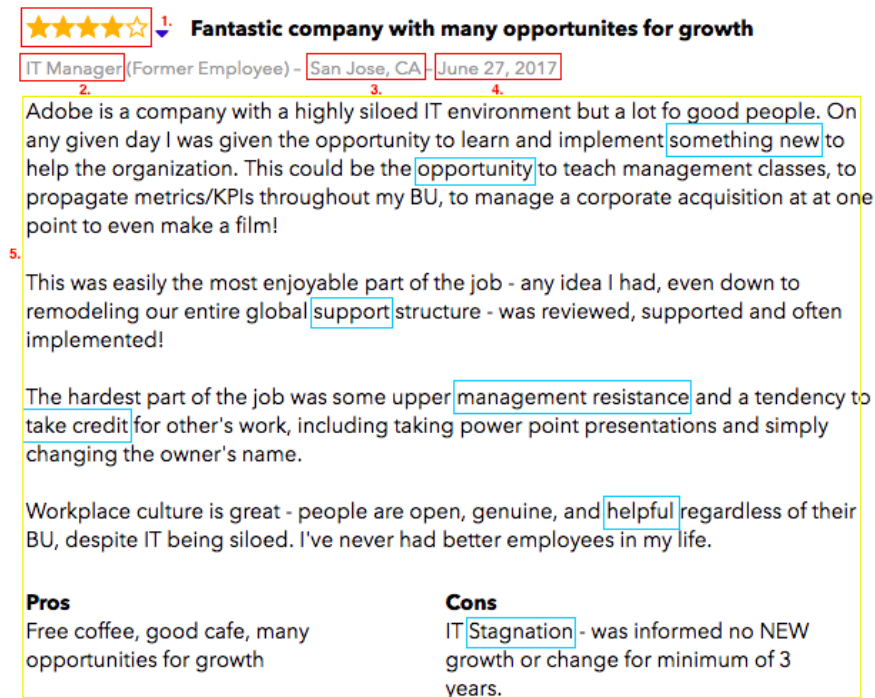 1.
Fantastic company with many opportunites for growth
IT Manager (Former Employee) – San Jose, CA – June 27, 2017
2. 3. 4.
Adobe is a company with a highly siloed IT environment but a lot fo good people. On
any given day I was given the opportunity to learn and implement something new to
help the organization. This could be the opportunity to teach management classes, to
propagate metrics/KPIs throughout my BU, to manage a corporate acquisition at at one
point to even make a film!
5.
This was easily the most enjoyable part of the job - any idea I had, even down to
remodeling our entire global support structure - was reviewed, supported and often
implemented!
The hardest part of the job was some upper management resistance and a tendency to
take credit for other's work, including taking power point presentations and simply
changing the owner's name.
Workplace culture is great - people are open, genuine, and helpful regardless of their
BU, despite IT being siloed. I've never had better employees in my life.
Pros
Free coffee, good cafe, many
opportunities for growth
Cons
IT Stagnation - was informed no NEW
growth or change for minimum of 3
years.